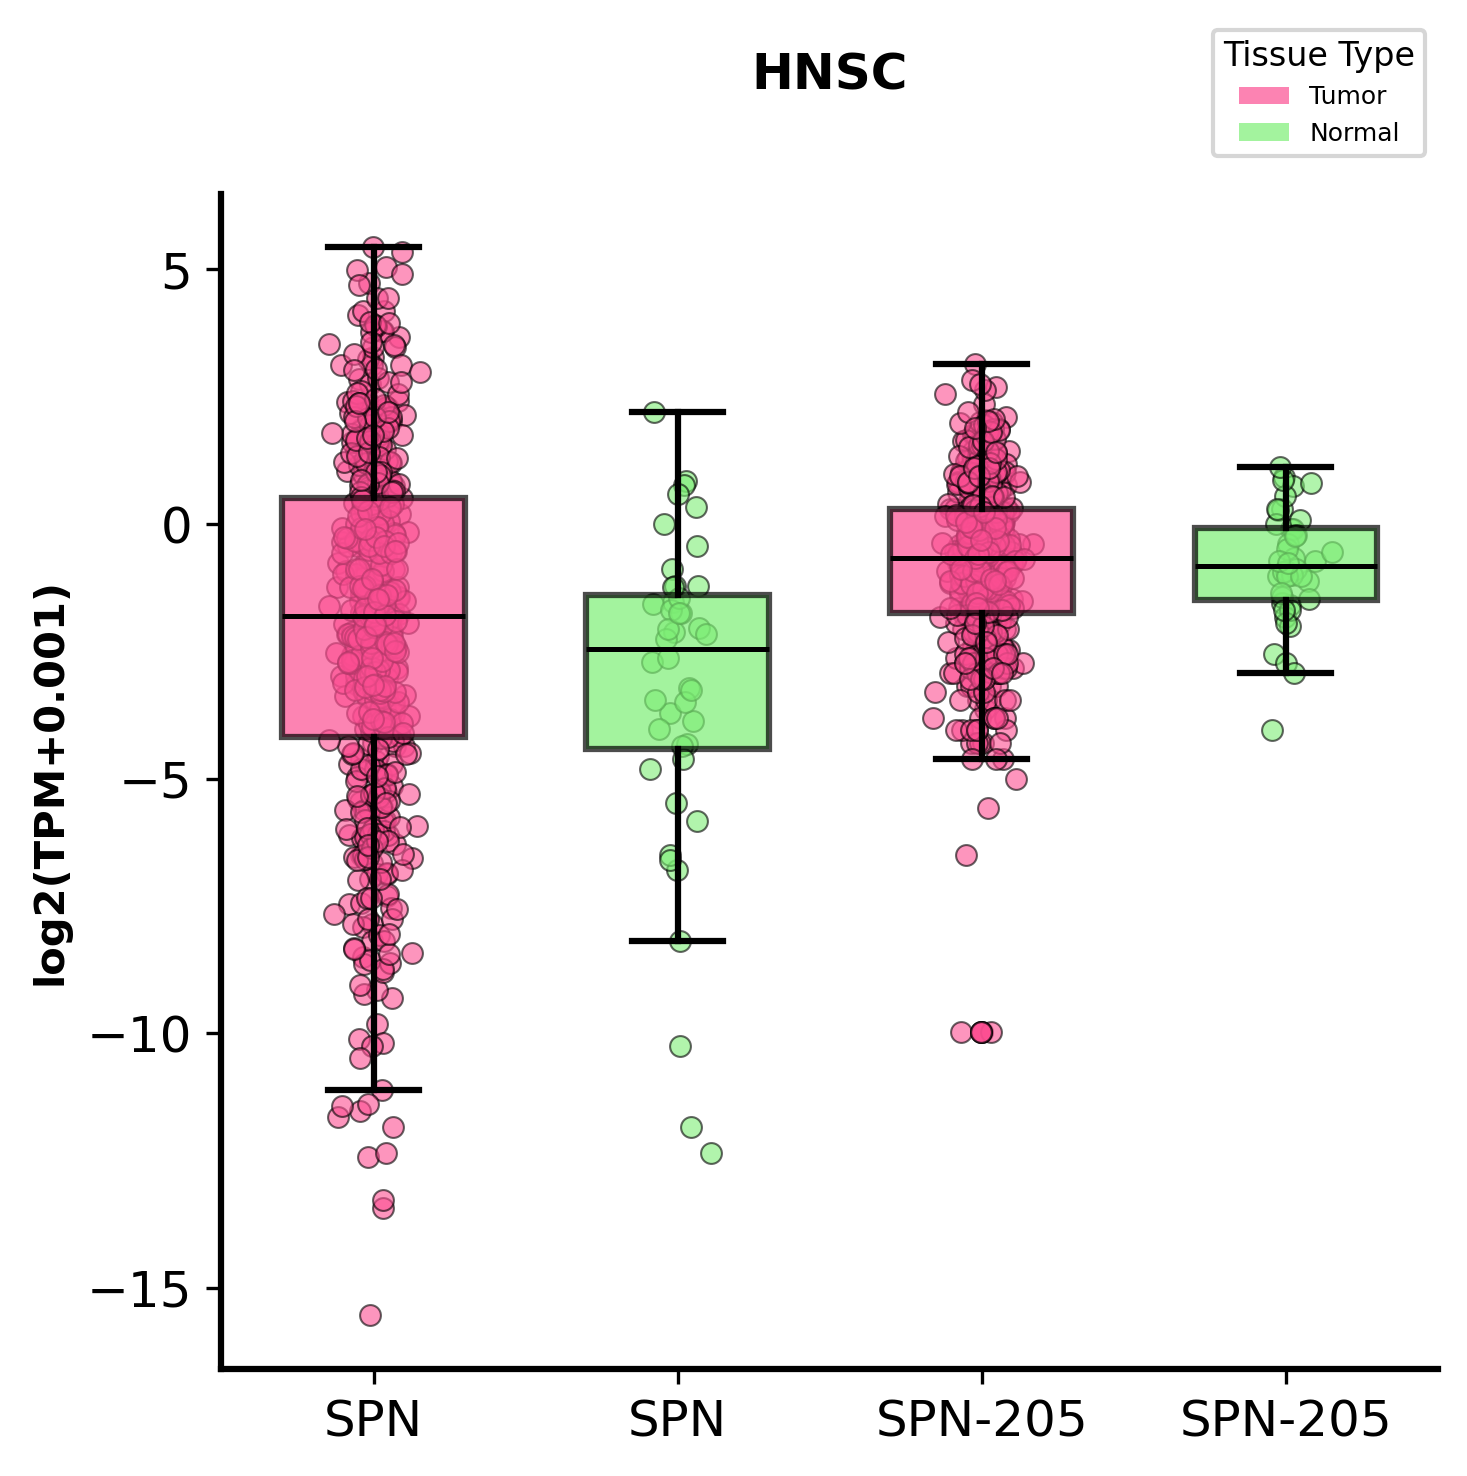 HNSC
Tissue Type
Tumor
Normal
log2(TPM+0.001)
5
0
−5
−10
−15
SPN
SPN
SPN-205
SPN-205